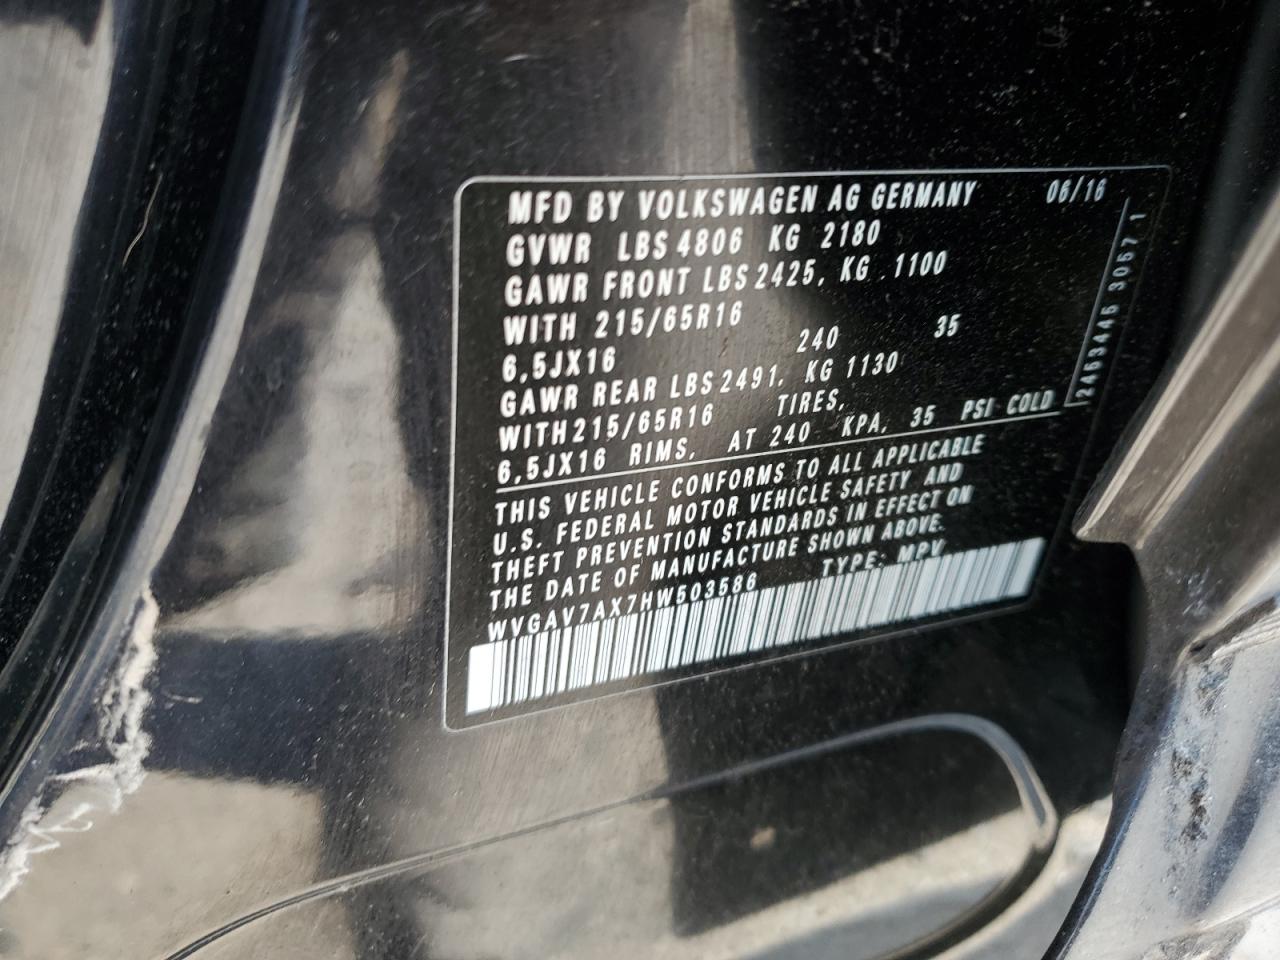 MFD BY VOLKSWAGEN AG GERMANY 06/16
GVWR LBS 4806 KG 2180
GAWR FRONT LBS 2425, KG 1100
WITH 215/65R16
6,5JX16 240 35
GAWR REAR LBS 2491, KG 1130
WITH 215/65R16 TIRES,
6,5JX16 RIMS, AT 240 KPA, 35 PSI COLD
THIS VEHICLE CONFORMS TO ALL APPLICABLE
U.S. FEDERAL MOTOR VEHICLE SAFETY AND
THEFT PREVENTION STANDARDS IN EFFECT ON
THE DATE OF MANUFACTURE SHOWN ABOVE.
WVGAV7AX7HW503586 TYPE: MPV